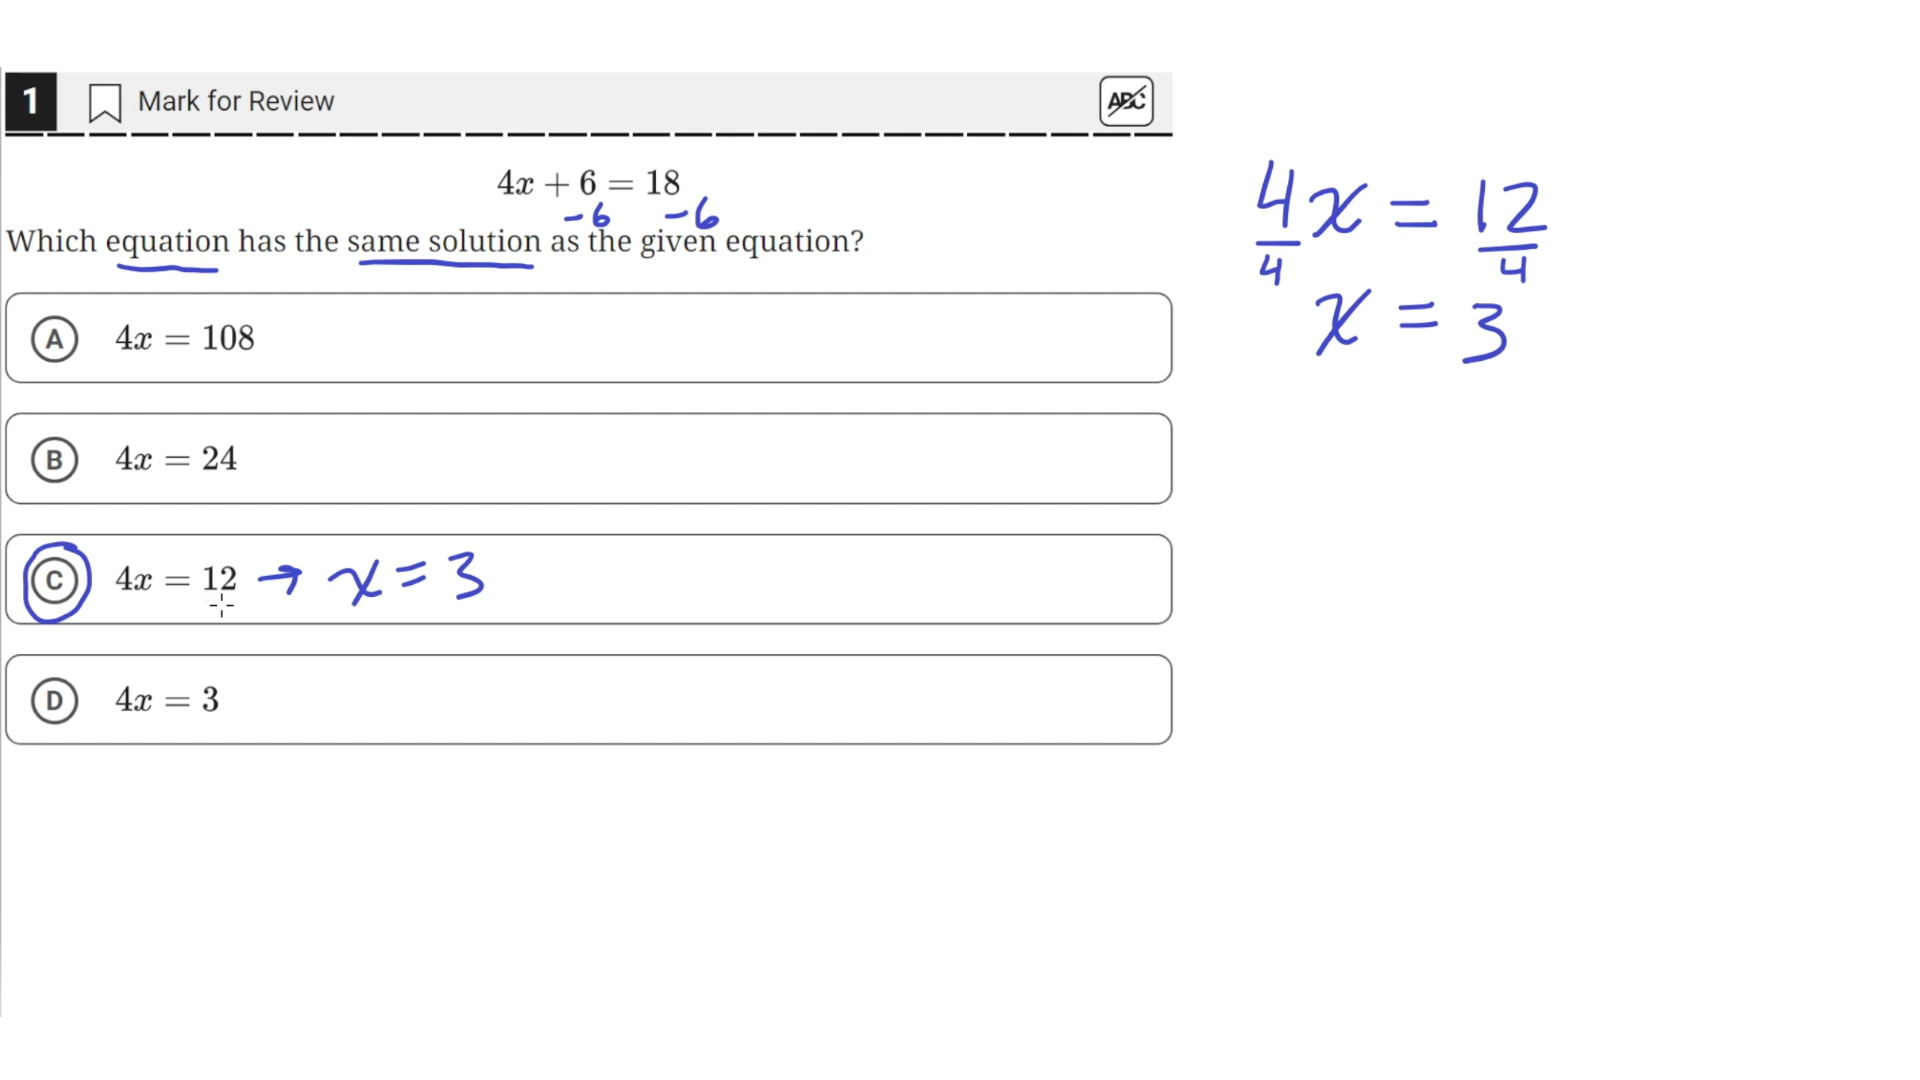 1 Mark for Review ABC
4x + 6 = 18
-6 -6
Which equation has the same solution as the given equation?
A 4x = 108
B 4x = 24
C 4x = 12 → x = 3
D 4x = 3
4x = 12
4 4
x = 3